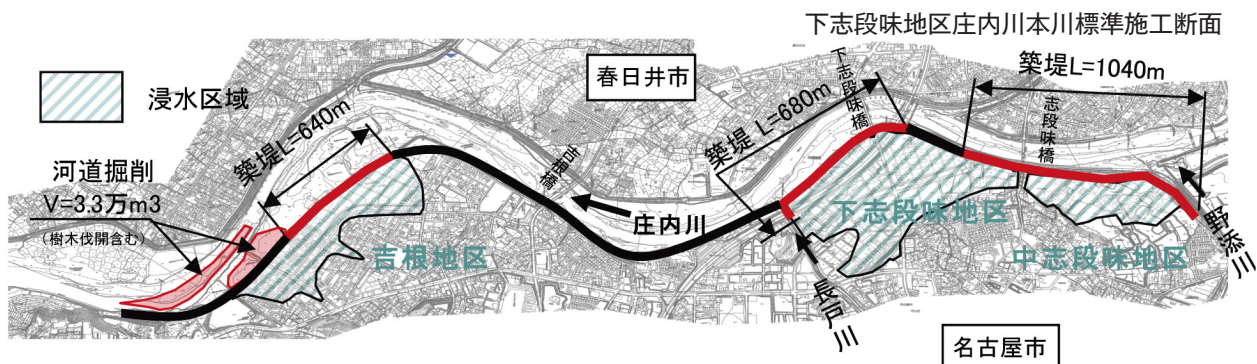 下志段味地区庄内川本川標準施工断面
春日井市
浸水区域
築堤L=640m
築堤 L=680m
下志段味橋
築堤L=1040m
志段味橋
河道掘削
V=3.3万m3
(樹木伐開含む)
吉根橋
庄内川
吉根地区
下志段味地区
中志段味地区
長戸川
野添川
名古屋市